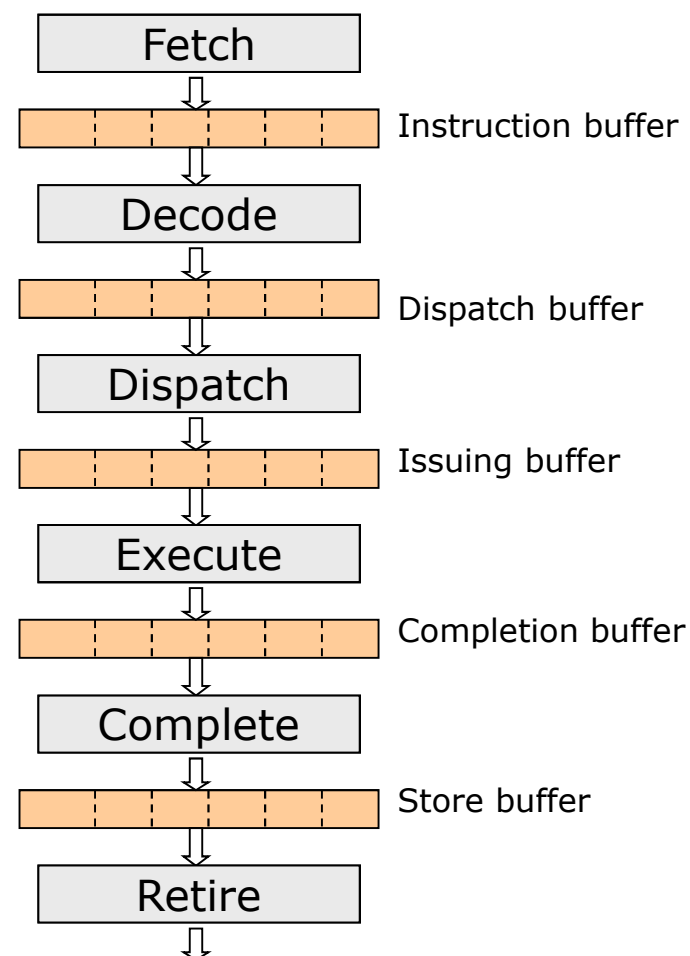 Fetch
Instruction buffer
Decode
Dispatch buffer
Dispatch
Issuing buffer
Execute
Completion buffer
Complete
Store buffer
Retire